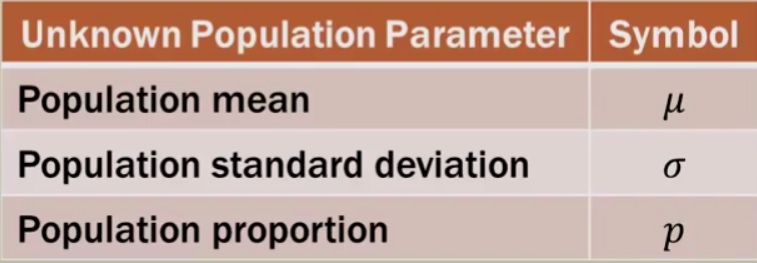 Unknown Population Parameter Symbol
Population mean μ
Population standard deviation σ
Population proportion p